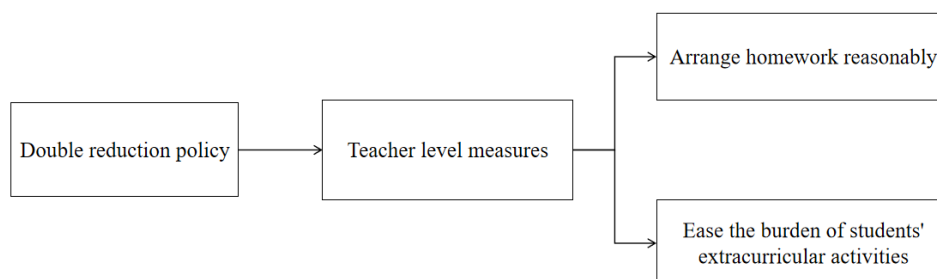 Double reduction policy
Teacher level measures
Arrange homework reasonably
Ease the burden of students'
extracurricular activities